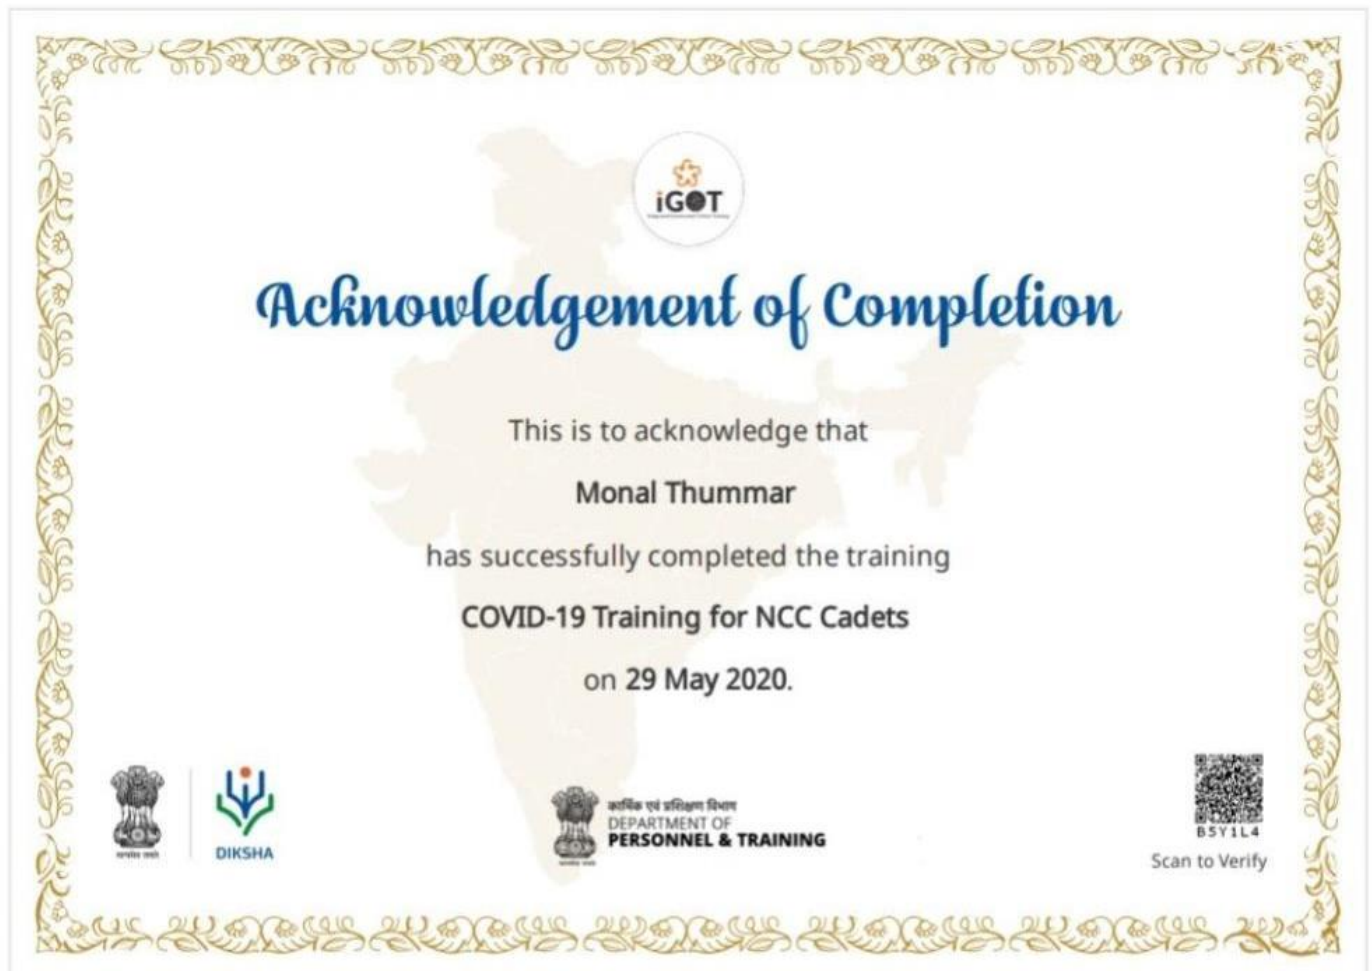 iGOT
Acknowledgement of Completion
This is to acknowledge that
Monal Thummar
has successfully completed the training
COVID-19 Training for NCC Cadets
on 29 May 2020.
DIKSHA
कार्मिक एवं प्रशिक्षण विभाग
DEPARTMENT OF
PERSONNEL & TRAINING
B5Y1L4
Scan to Verify